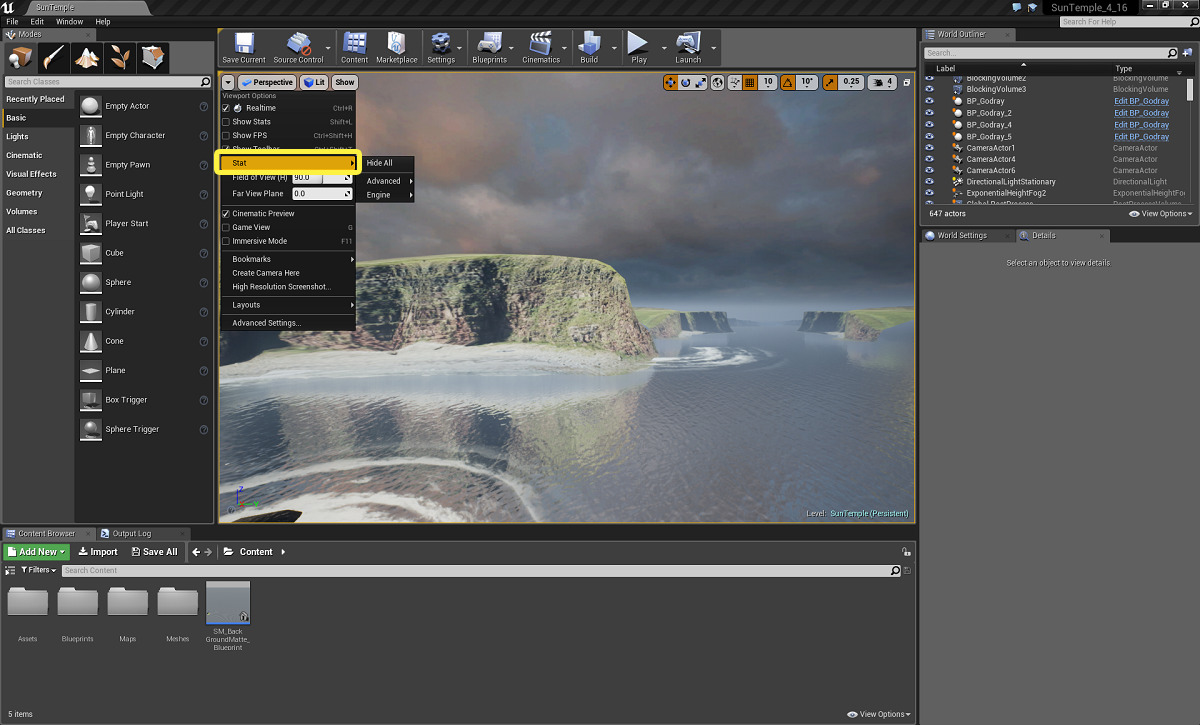 SunTemple
SunTemple_4_16
File Edit Window Help
Search For Help
Modes
Search Classes
Recently Placed
Basic
Lights
Cinematic
Visual Effects
Geometry
Volumes
All Classes
Empty Actor
Empty Character
Empty Pawn
Point Light
Player Start
Cube
Sphere
Cylinder
Cone
Plane
Box Trigger
Sphere Trigger
Save Current
Source Control
Content
Marketplace
Settings
Blueprints
Cinematics
Build
Play
Launch
Perspective
Lit
Show
10
10°
0.25
4
Viewport Options
Realtime Ctrl+R
Show Stats Shift+L
Show FPS Ctrl+Shift+H
Show Toolbar Ctrl+Shift+T
Stat
Field of View (H) 90.0
Far View Plane 0.0
Cinematic Preview
Game View G
Immersive Mode F11
Bookmarks
Create Camera Here
High Resolution Screenshot...
Layouts
Advanced Settings...
Hide All
Advanced
Engine
Z
Level: SunTemple (Persistent)
World Outliner
Search...
Label Type
BlockingVolume2 BlockingVolume
BlockingVolume3 BlockingVolume
BP_Godray Edit BP_Godray
BP_Godray_2 Edit BP_Godray
BP_Godray_4 Edit BP_Godray
BP_Godray_5 Edit BP_Godray
CameraActor1 CameraActor
CameraActor4 CameraActor
CameraActor6 CameraActor
DirectionalLightStationary DirectionalLight
ExponentialHeightFog2 ExponentialHeightFo
Global PostProcess PostProcessVolume
647 actors
View Options
World Settings
Details
Select an object to view details.
Content Browser
Output Log
Add New
Import
Save All
Content
Filters
Search Content
Assets
Blueprints
Maps
Meshes
SM_Back
GroundMatte_
Blueprint
5 items
View Options